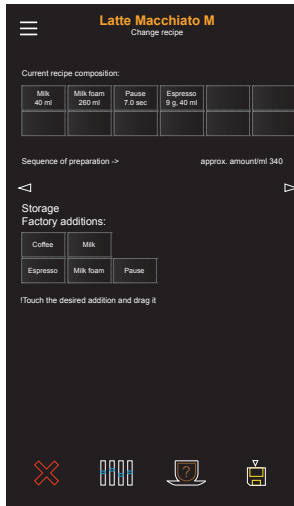 Latte Macchiato M
Change recipe
Current recipe composition:
Milk Milk foam Pause Espresso
40 ml 260 ml 7.0 sec 9 g, 40 ml
Sequence of preparation -> approx. amount/ml 340
Storage
Factory additions:
Coffee Milk
Espresso Milk foam Pause
!Touch the desired addition and drag it
?